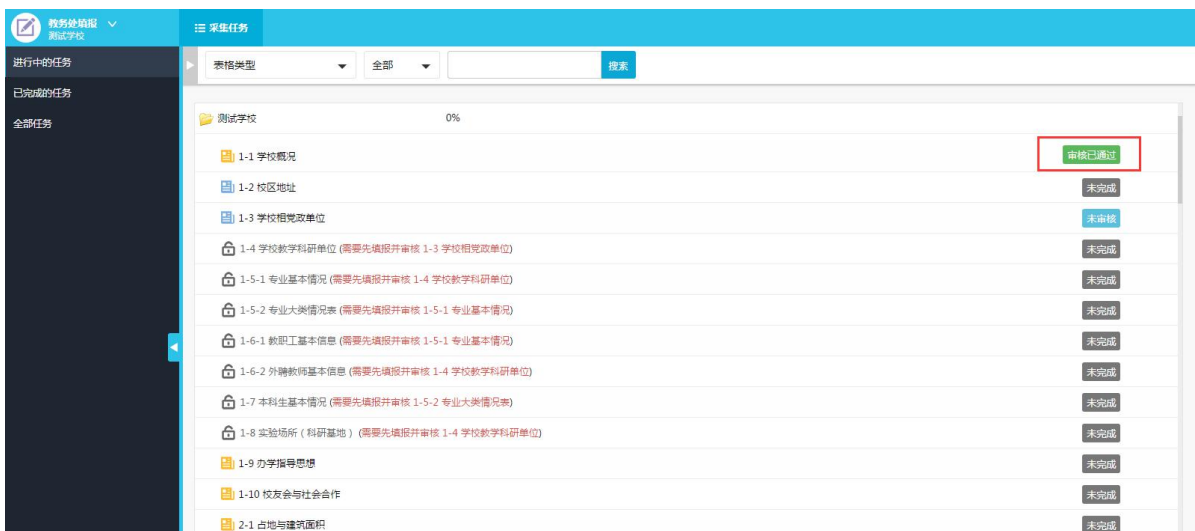 教务处填报
测试学校
采集任务
进行中的任务
已完成的任务
全部任务
表格类型 全部 搜索
测试学校 0%
1-1 学校概况 审核已通过
1-2 校区地址 未完成
1-3 学校相党政单位 未审核
1-4 学校教学科研单位 (需要先填报并审核 1-3 学校相党政单位) 未完成
1-5-1 专业基本情况 (需要先填报并审核 1-4 学校教学科研单位) 未完成
1-5-2 专业大类情况表 (需要先填报并审核 1-5-1 专业基本情况) 未完成
1-6-1 教职工基本信息 (需要先填报并审核 1-5-1 专业基本情况) 未完成
1-6-2 外聘教师基本信息 (需要先填报并审核 1-4 学校教学科研单位) 未完成
1-7 本科生基本情况 (需要先填报并审核 1-5-2 专业大类情况表) 未完成
1-8 实验场所（科研基地） (需要先填报并审核 1-4 学校教学科研单位) 未完成
1-9 办学指导思想 未完成
1-10 校友会与社会合作 未完成
2-1 占地与建筑面积 未完成